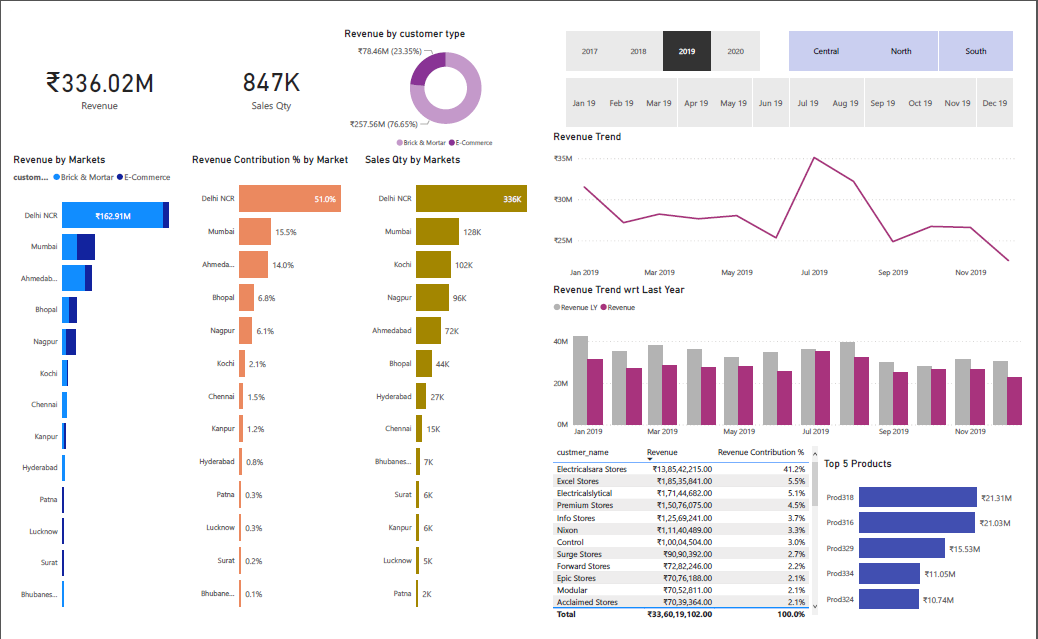 Revenue by customer type
₹78.46M (23.35%)
₹257.56M (76.65%)
Brick & Mortar E-Commerce
₹336.02M
Revenue
847K
Sales Qty
2017 2018 2019 2020
Central North South
Jan 19 Feb 19 Mar 19 Apr 19 May 19 Jun 19 Jul 19 Aug 19 Sep 19 Oct 19 Nov 19 Dec 19
Revenue by Markets
custom... Brick & Mortar E-Commerce
Delhi NCR ₹162.91M
Mumbai
Ahmedab...
Bhopal
Nagpur
Kochi
Chennai
Kanpur
Hyderabad
Patna
Lucknow
Surat
Bhubanes...
Revenue Contribution % by Market
Delhi NCR 51.0%
Mumbai 15.5%
Ahmeda... 14.0%
Bhopal 6.8%
Nagpur 6.1%
Kochi 2.1%
Chennai 1.5%
Kanpur 1.2%
Hyderabad 0.8%
Patna 0.3%
Lucknow 0.3%
Surat 0.2%
Bhubane... 0.1%
Sales Qty by Markets
Delhi NCR 336K
Mumbai 128K
Kochi 102K
Nagpur 96K
Ahmedabad 72K
Bhopal 44K
Hyderabad 27K
Chennai 15K
Bhubanes... 7K
Surat 6K
Kanpur 6K
Lucknow 5K
Patna 2K
Revenue Trend
₹35M
₹30M
₹25M
Jan 2019 Mar 2019 May 2019 Jul 2019 Sep 2019 Nov 2019
Revenue Trend wrt Last Year
Revenue LY Revenue
40M
20M
0M
Jan 2019 Mar 2019 May 2019 Jul 2019 Sep 2019 Nov 2019
custmer_name Revenue Revenue Contribution %
Electricalsara Stores ₹13,85,42,215.00 41.2%
Excel Stores ₹1,85,35,841.00 5.5%
Electricalslytical ₹1,71,44,682.00 5.1%
Premium Stores ₹1,50,76,075.00 4.5%
Info Stores ₹1,25,69,241.00 3.7%
Nixon ₹1,11,40,489.00 3.3%
Control ₹1,00,04,504.00 3.0%
Surge Stores ₹90,90,392.00 2.7%
Forward Stores ₹72,82,246.00 2.2%
Epic Stores ₹70,76,188.00 2.1%
Modular ₹70,52,811.00 2.1%
Acclaimed Stores ₹70,39,364.00 2.1%
Total ₹33,60,19,102.00 100.0%
Top 5 Products
Prod318 ₹21.31M
Prod316 ₹21.03M
Prod329 ₹15.53M
Prod334 ₹11.05M
Prod324 ₹10.74M